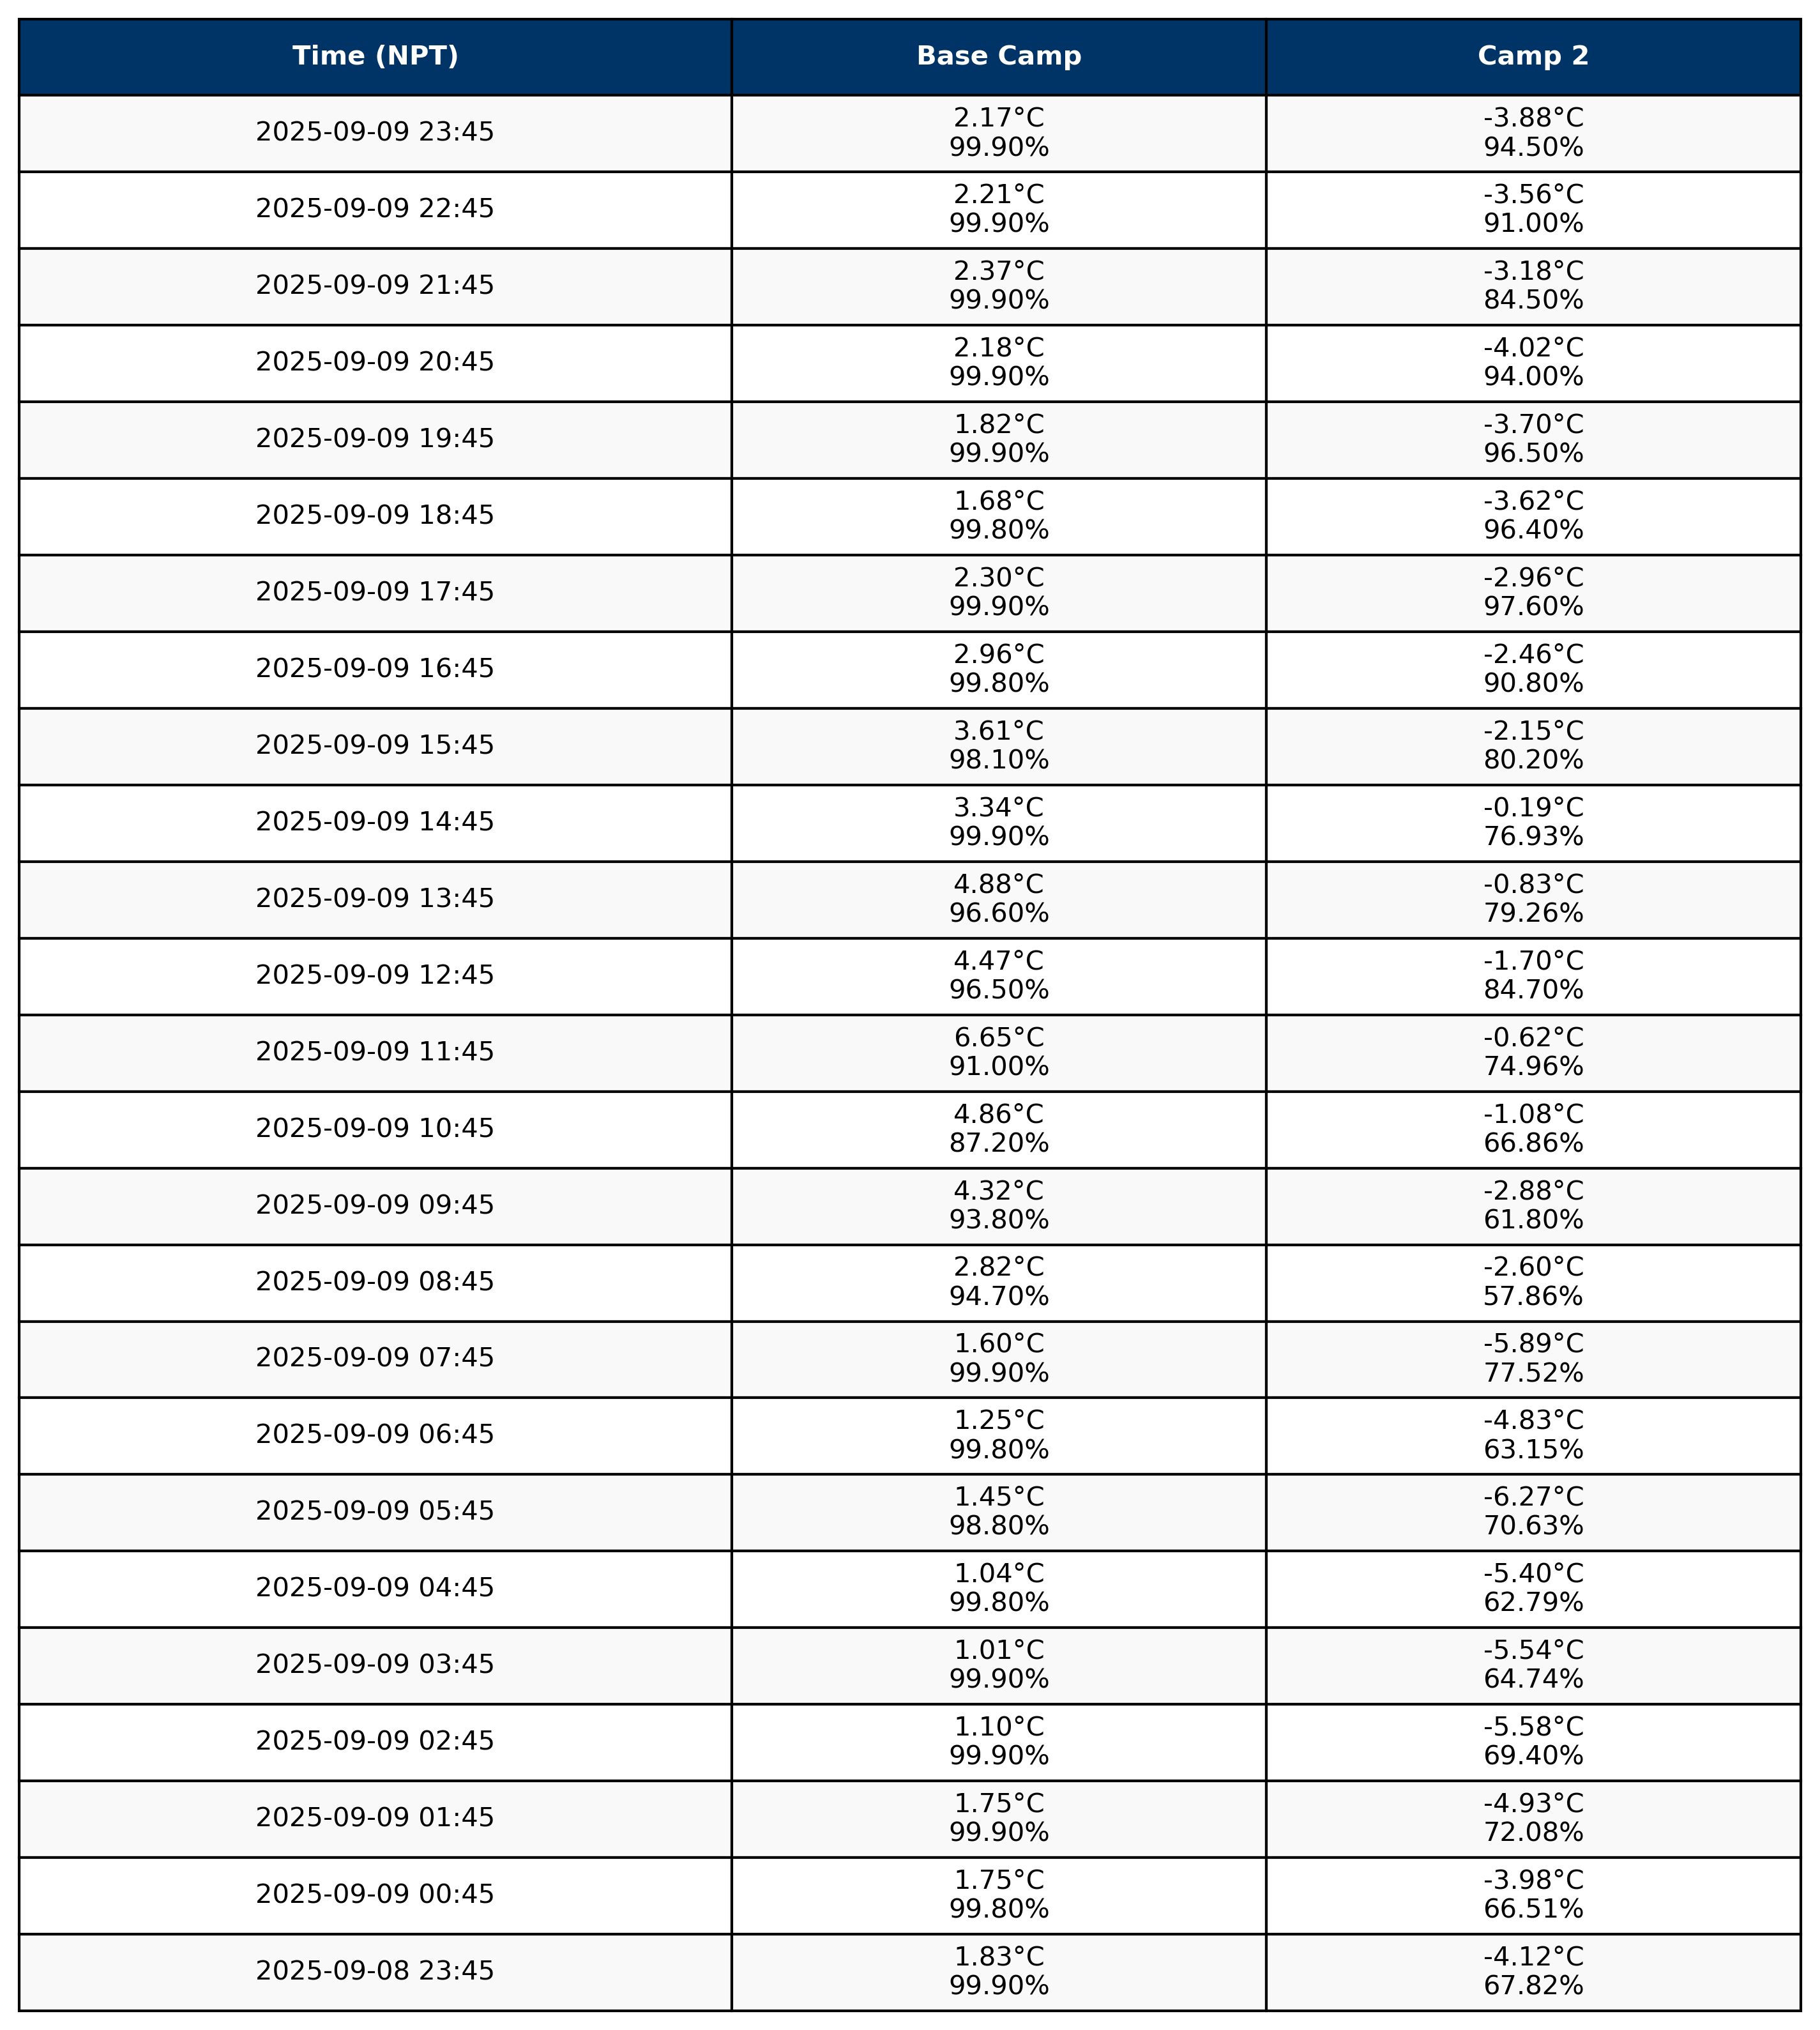 Time (NPT) Base Camp Camp 2
2025-09-09 23:45 2.17°C -3.88°C
99.90% 94.50%
2025-09-09 22:45 2.21°C -3.56°C
99.90% 91.00%
2025-09-09 21:45 2.37°C -3.18°C
99.90% 84.50%
2025-09-09 20:45 2.18°C -4.02°C
99.90% 94.00%
2025-09-09 19:45 1.82°C -3.70°C
99.90% 96.50%
2025-09-09 18:45 1.68°C -3.62°C
99.80% 96.40%
2025-09-09 17:45 2.30°C -2.96°C
99.90% 97.60%
2025-09-09 16:45 2.96°C -2.46°C
99.80% 90.80%
2025-09-09 15:45 3.61°C -2.15°C
98.10% 80.20%
2025-09-09 14:45 3.34°C -0.19°C
99.90% 76.93%
2025-09-09 13:45 4.88°C -0.83°C
96.60% 79.26%
2025-09-09 12:45 4.47°C -1.70°C
96.50% 84.70%
2025-09-09 11:45 6.65°C -0.62°C
91.00% 74.96%
2025-09-09 10:45 4.86°C -1.08°C
87.20% 66.86%
2025-09-09 09:45 4.32°C -2.88°C
93.80% 61.80%
2025-09-09 08:45 2.82°C -2.60°C
94.70% 57.86%
2025-09-09 07:45 1.60°C -5.89°C
99.90% 77.52%
2025-09-09 06:45 1.25°C -4.83°C
99.80% 63.15%
2025-09-09 05:45 1.45°C -6.27°C
98.80% 70.63%
2025-09-09 04:45 1.04°C -5.40°C
99.80% 62.79%
2025-09-09 03:45 1.01°C -5.54°C
99.90% 64.74%
2025-09-09 02:45 1.10°C -5.58°C
99.90% 69.40%
2025-09-09 01:45 1.75°C -4.93°C
99.90% 72.08%
2025-09-09 00:45 1.75°C -3.98°C
99.80% 66.51%
2025-09-08 23:45 1.83°C -4.12°C
99.90% 67.82%